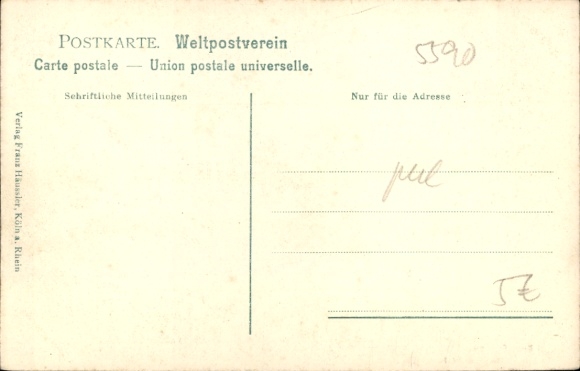 POSTKARTE. Weltpostverein
Carte postale — Union postale universelle.
5590
Schriftliche Mitteilungen
Nur für die Adresse
Verlag Franz Häussler, Köln a. Rhein
5 €